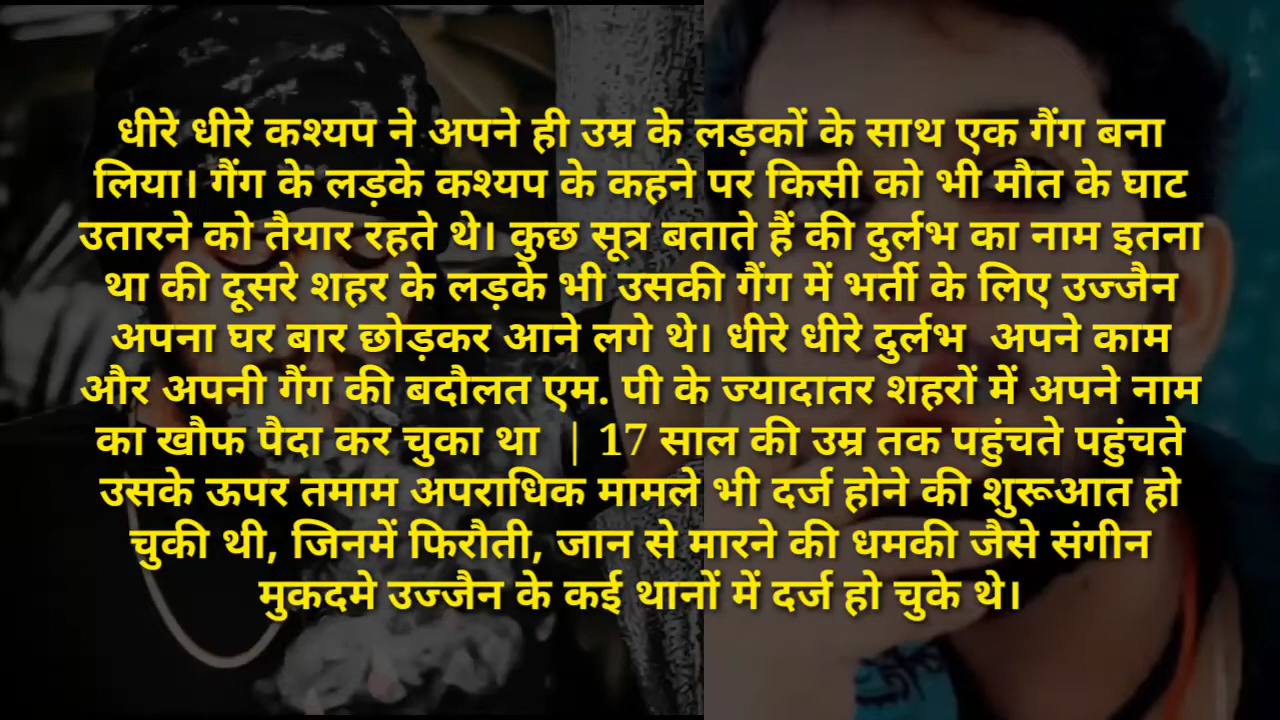 धीरे धीरे कश्यप ने अपने ही उम्र के लड़कों के साथ एक गैंग बना
लिया। गैंग के लड़के कश्यप के कहने पर किसी को भी मौत के घाट
उतारने को तैयार रहते थे। कुछ सूत्र बताते हैं की दुर्लभ का नाम इतना
था की दूसरे शहर के लड़के भी उसकी गैंग में भर्ती के लिए उज्जैन
अपना घर बार छोड़कर आने लगे थे। धीरे धीरे दुर्लभ  अपने काम
और अपनी गैंग की बदौलत एम. पी के ज्यादातर शहरों में अपने नाम
का खौफ पैदा कर चुका था | 17 साल की उम्र तक पहुंचते पहुंचते
उसके ऊपर तमाम अपराधिक मामले भी दर्ज होने की शुरूआत हो
चुकी थी, जिनमें फिरौती, जान से मारने की धमकी जैसे संगीन
मुकदमे उज्जैन के कई थानों में दर्ज हो चुके थे।